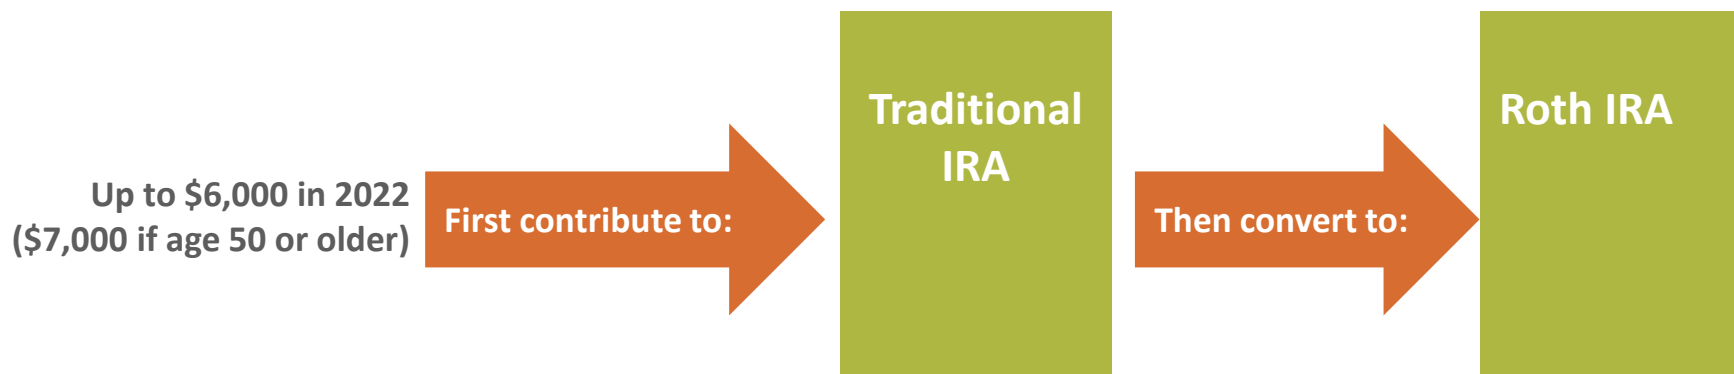 Up to $6,000 in 2022
($7,000 if age 50 or older)
First contribute to:
Traditional
IRA
Then convert to:
Roth IRA